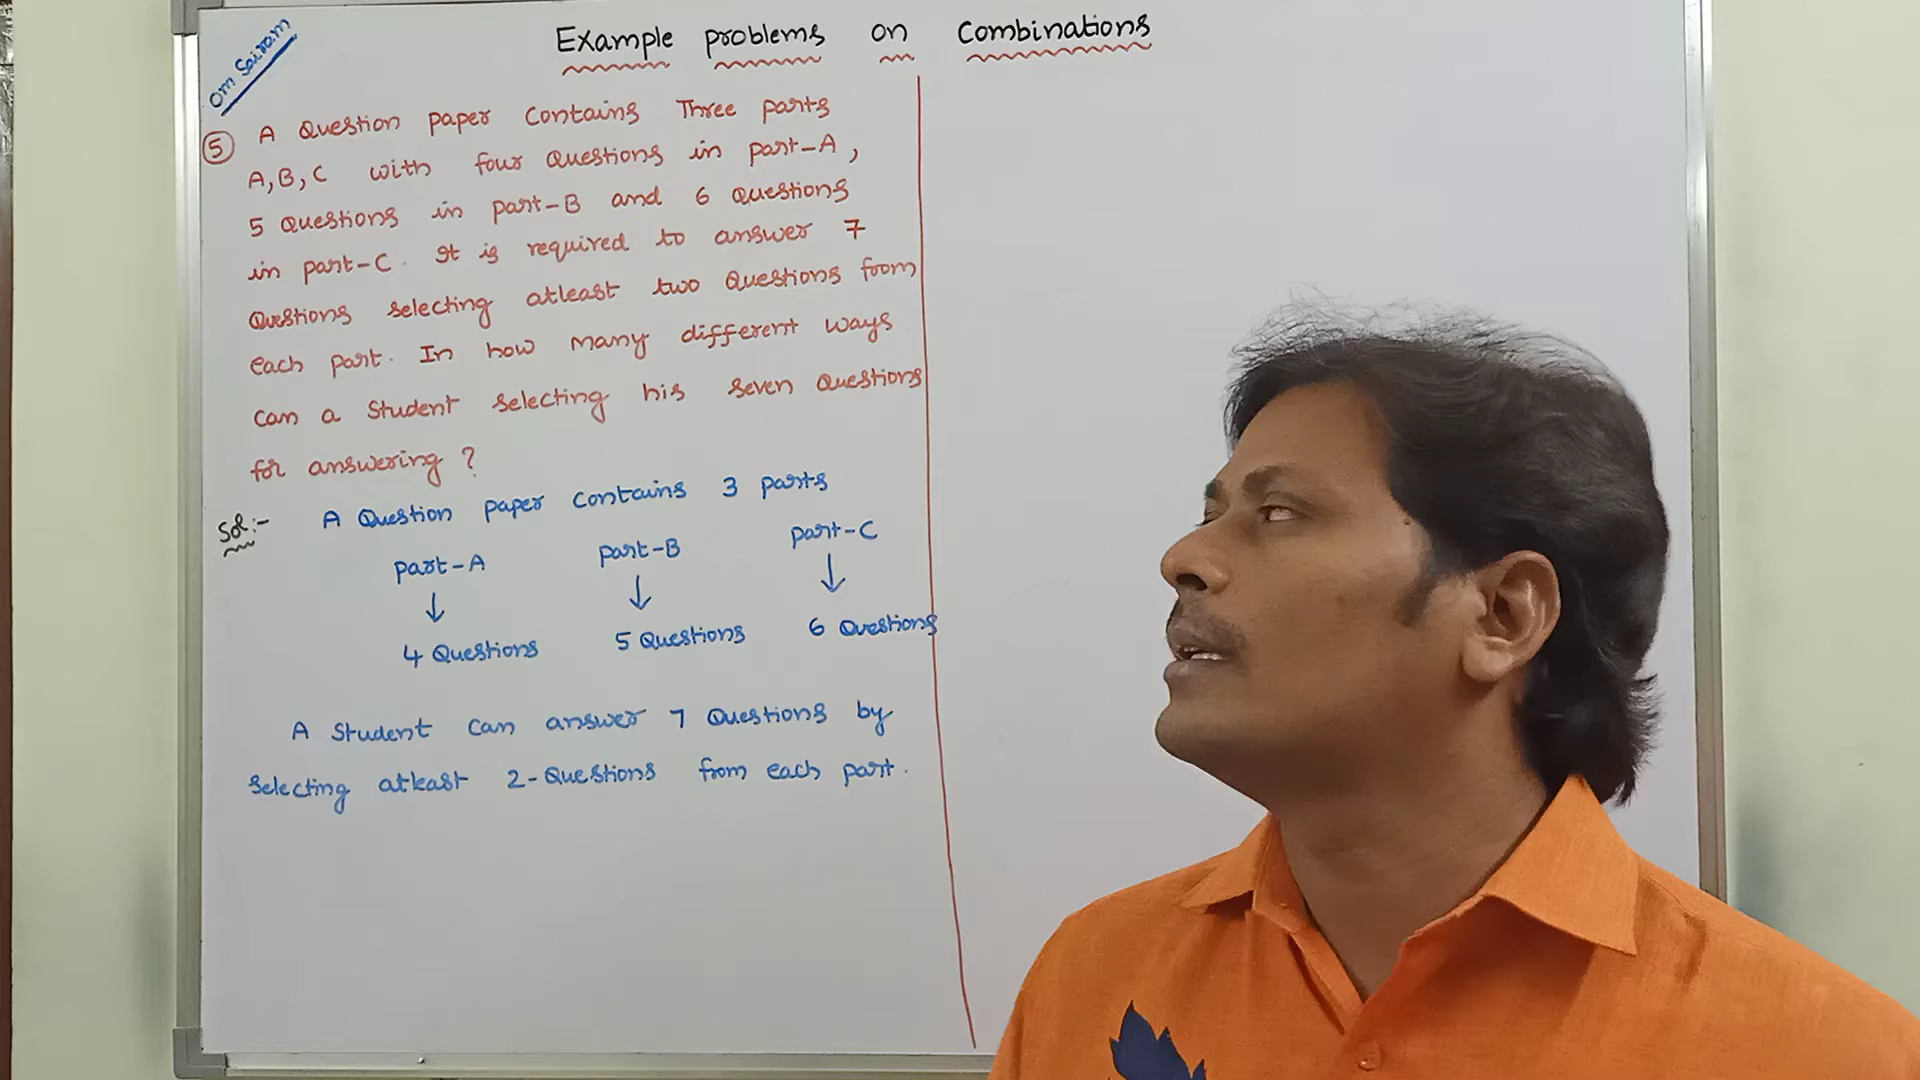 Om Sairam
Example problems on Combinations
5 A Question paper Contains Three parts
A, B, C with four Questions in part-A,
5 Questions in part-B and 6 Questions
in part-C. It is required to answer 7
Questions selecting atleast two Questions from
each part. In how many different ways
can a Student selecting his seven Questions
for answering ?
Sol:- A Question paper contains 3 parts
part-A part-B part-C
↓ ↓ ↓
4 Questions 5 Questions 6 Questions
A Student Can answer 7 Questions by
selecting atleast 2-Questions from each part.